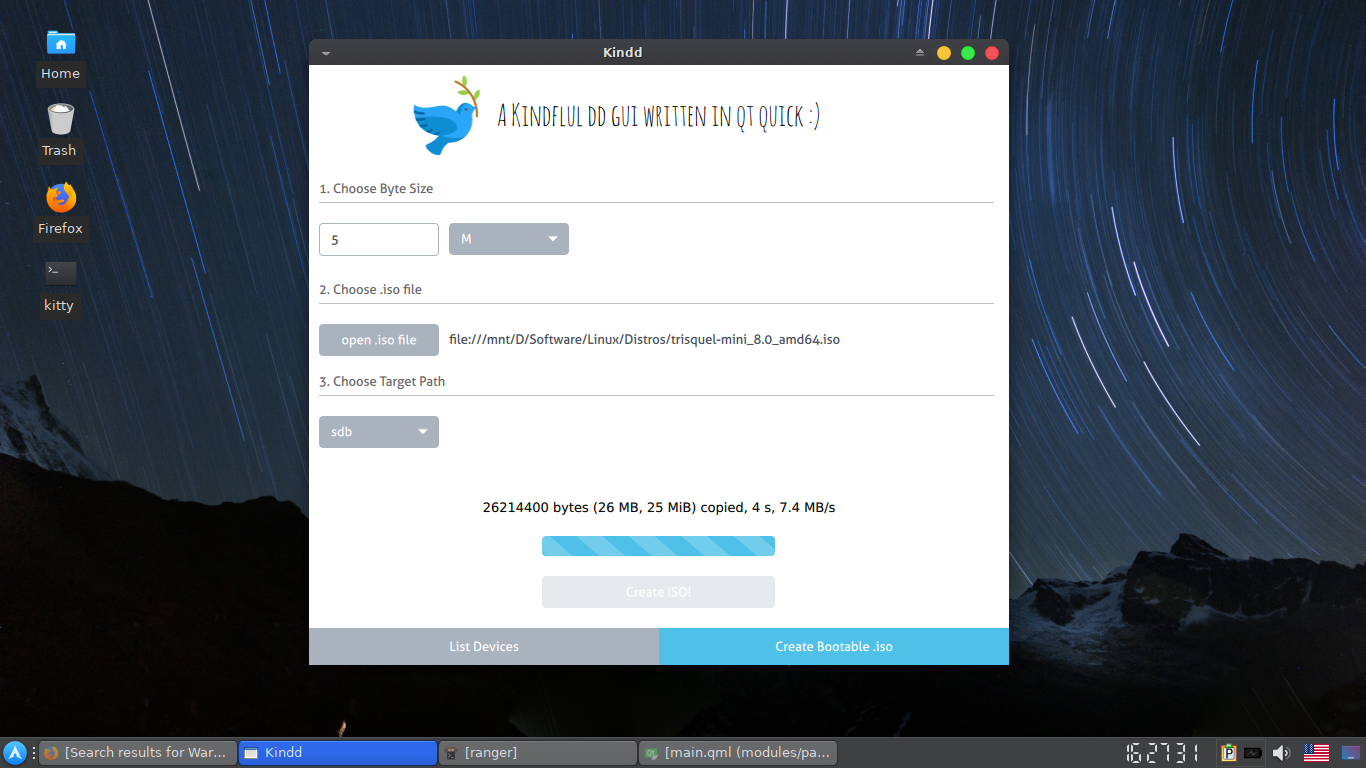 Kindd
Home
Trash
Firefox
kitty
A Kindflul dd gui written in qt quick :)
1. Choose Byte Size
5
M
2. Choose .iso file
open .iso file
file:///mnt/D/Software/Linux/Distros/trisquel-mini_8.0_amd64.iso
3. Choose Target Path
sdb
26214400 bytes (26 MB, 25 MiB) copied, 4 s, 7.4 MB/s
Create ISO!
List Devices
Create Bootable .iso
[Search results for War...
Kindd
[ranger]
[main.qml (modules/pa...
16:27:31